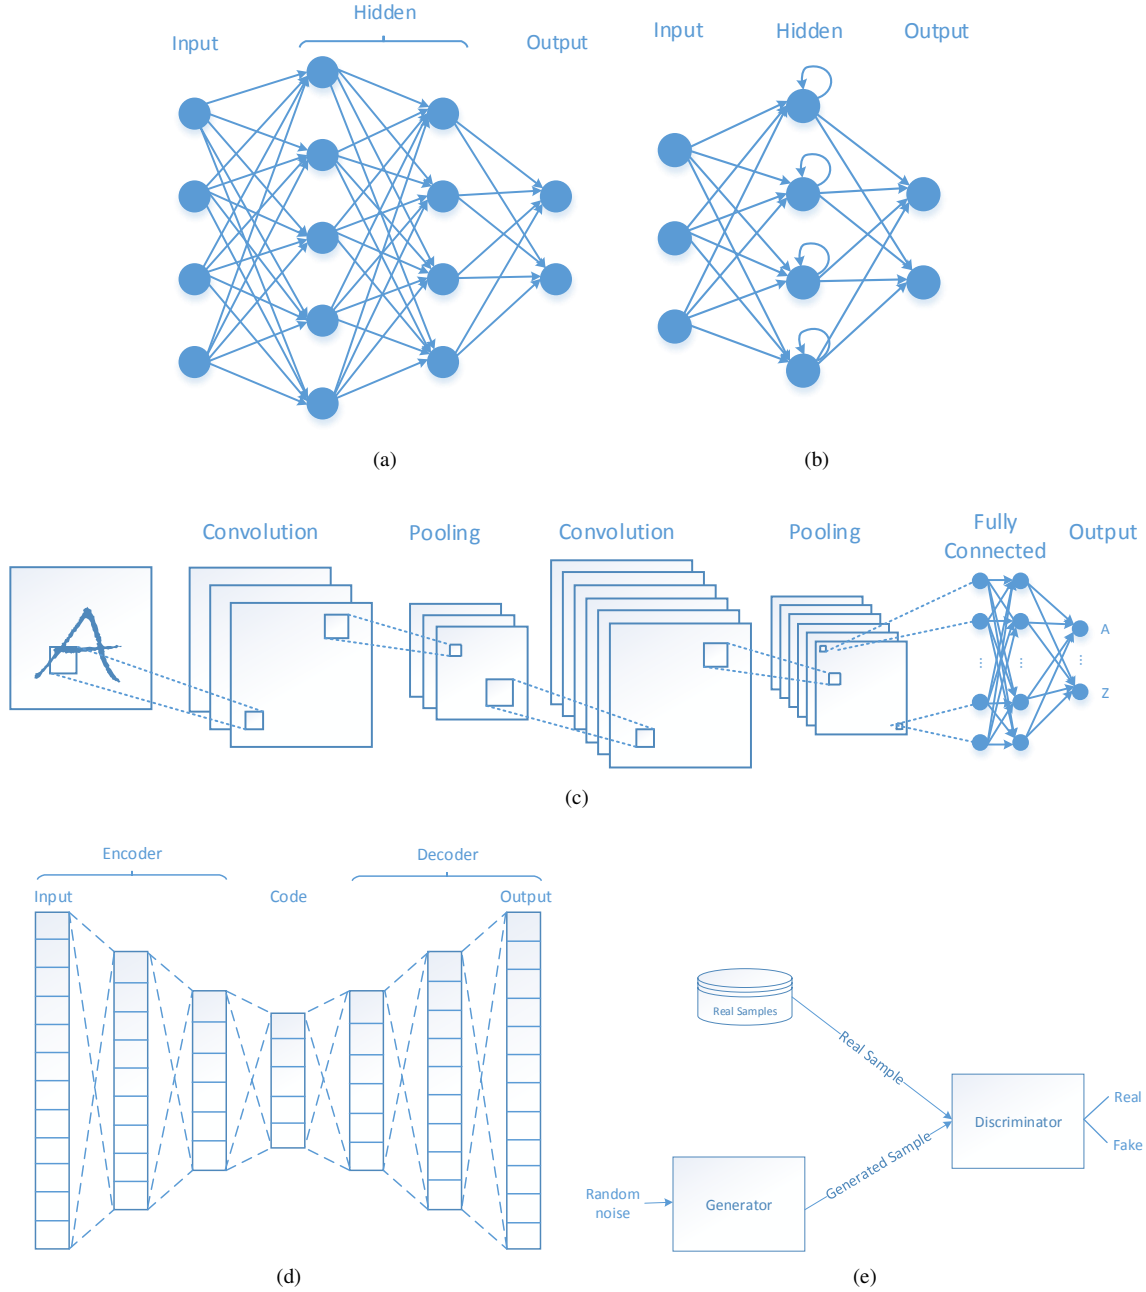 Hidden
Input
Output
Input
Hidden
Output
(a)
(b)
Convolution
Pooling
Convolution
Pooling
Fully
Connected
Output
A
A
Z
(c)
Encoder
Decoder
Input
Code
Output
Real Samples
Real Sample
Discriminator
Real
Fake
Generated Sample
Random
noise
Generator
(d)
(e)